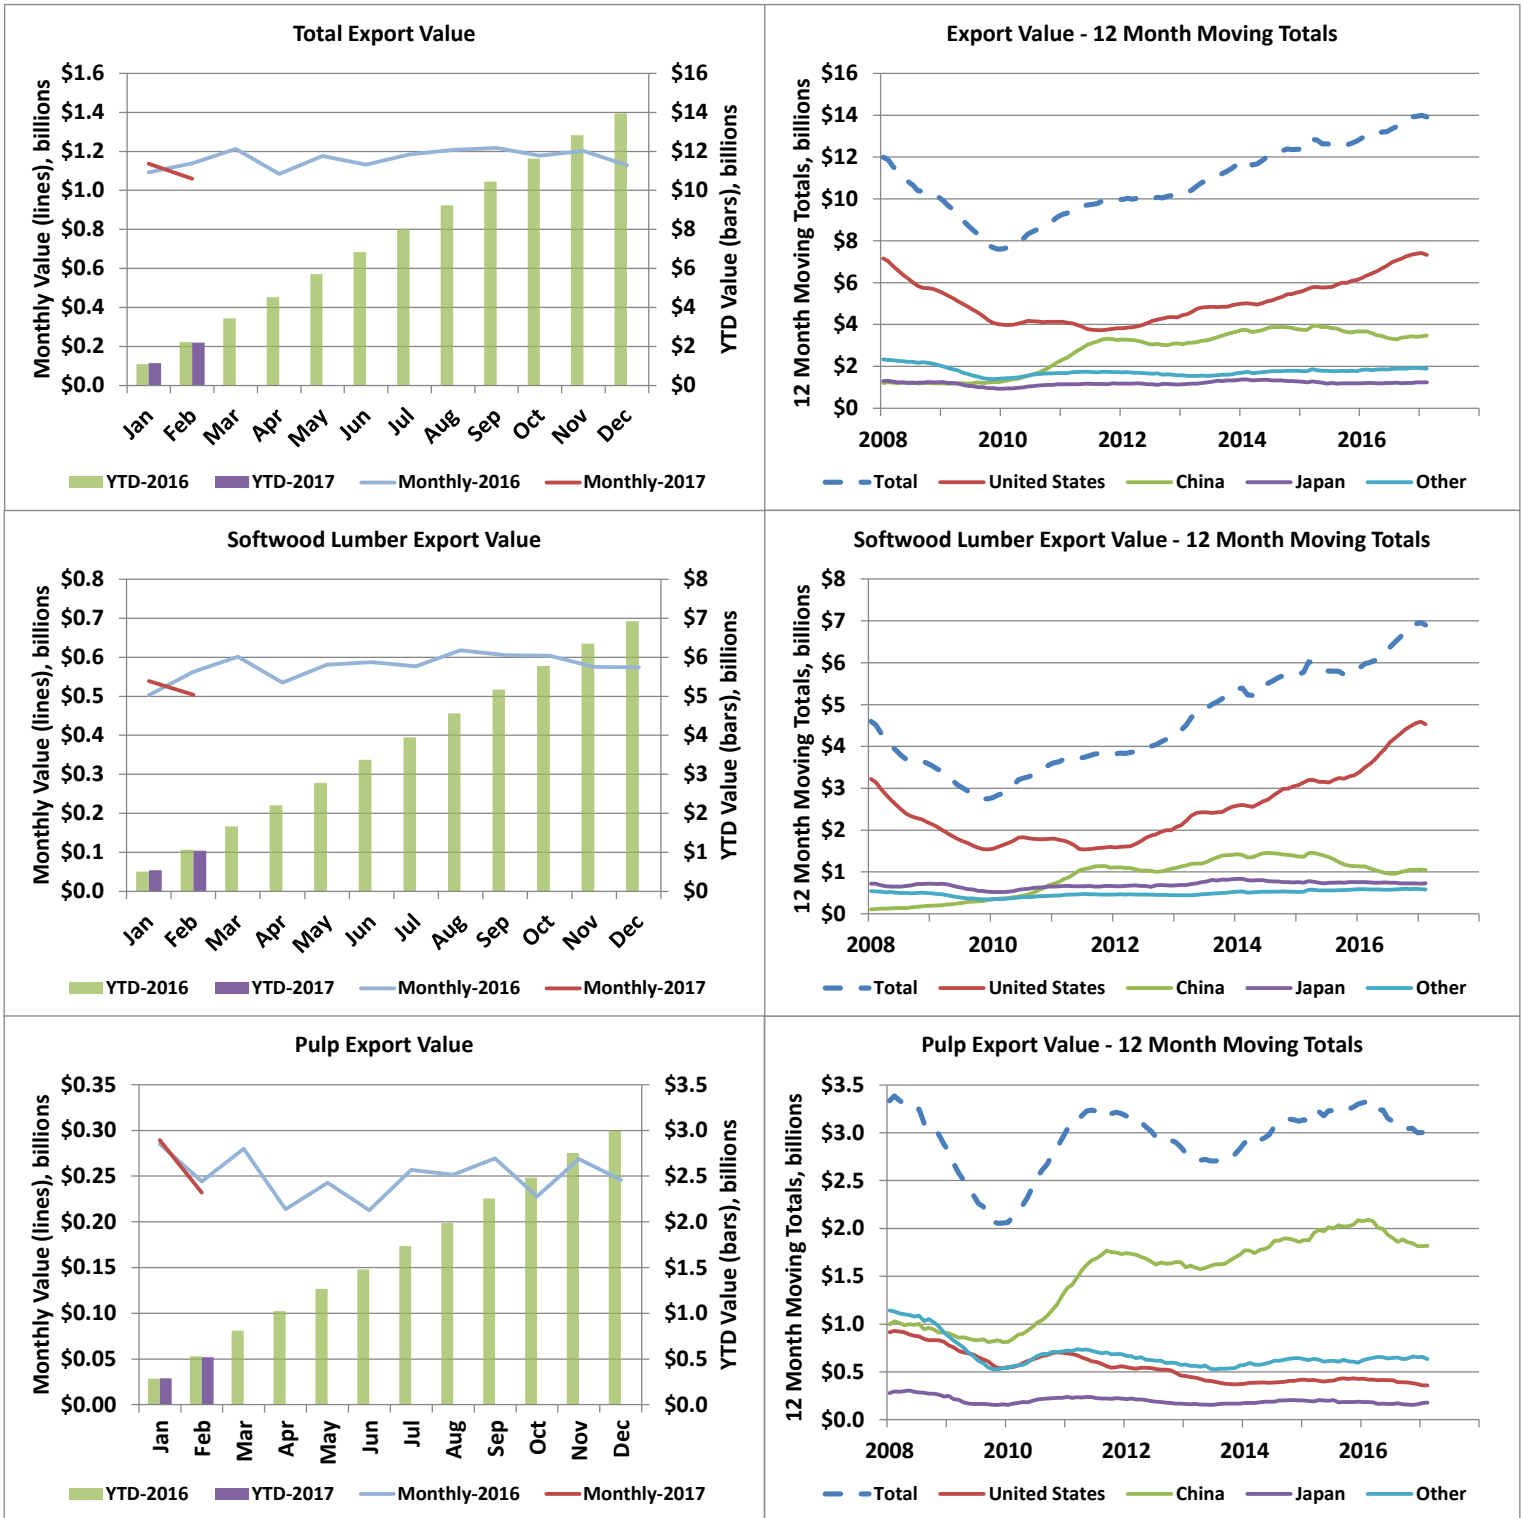 Total Export Value
Monthly Value (lines), billions
$1.6
$1.4
$1.2
$1.0
$0.8
$0.6
$0.4
$0.2
$0.0
$16
$14
$12
$10
$8
$6
$4
$2
$0
YTD Value (bars), billions
Jan Feb Mar Apr May Jun Jul Aug Sep Oct Nov Dec
YTD-2016 YTD-2017 Monthly-2016 Monthly-2017
Export Value - 12 Month Moving Totals
12 Month Moving Totals, billions
$16
$14
$12
$10
$8
$6
$4
$2
$0
2008 2010 2012 2014 2016
Total United States China Japan Other
Softwood Lumber Export Value
Monthly Value (lines), billions
$0.8
$0.7
$0.6
$0.5
$0.4
$0.3
$0.2
$0.1
$0.0
$8
$7
$6
$5
$4
$3
$2
$1
$0
YTD Value (bars), billions
Jan Feb Mar Apr May Jun Jul Aug Sep Oct Nov Dec
YTD-2016 YTD-2017 Monthly-2016 Monthly-2017
Softwood Lumber Export Value - 12 Month Moving Totals
12 Month Moving Totals, billions
$8
$7
$6
$5
$4
$3
$2
$1
$0
2008 2010 2012 2014 2016
Total United States China Japan Other
Pulp Export Value
Monthly Value (lines), billions
$0.35
$0.30
$0.25
$0.20
$0.15
$0.10
$0.05
$0.00
$3.5
$3.0
$2.5
$2.0
$1.5
$1.0
$0.5
$0.0
YTD Value (bars), billions
Jan Feb Mar Apr May Jun Jul Aug Sep Oct Nov Dec
YTD-2016 YTD-2017 Monthly-2016 Monthly-2017
Pulp Export Value - 12 Month Moving Totals
12 Month Moving Totals, billions
$3.5
$3.0
$2.5
$2.0
$1.5
$1.0
$0.5
$0.0
2008 2010 2012 2014 2016
Total United States China Japan Other